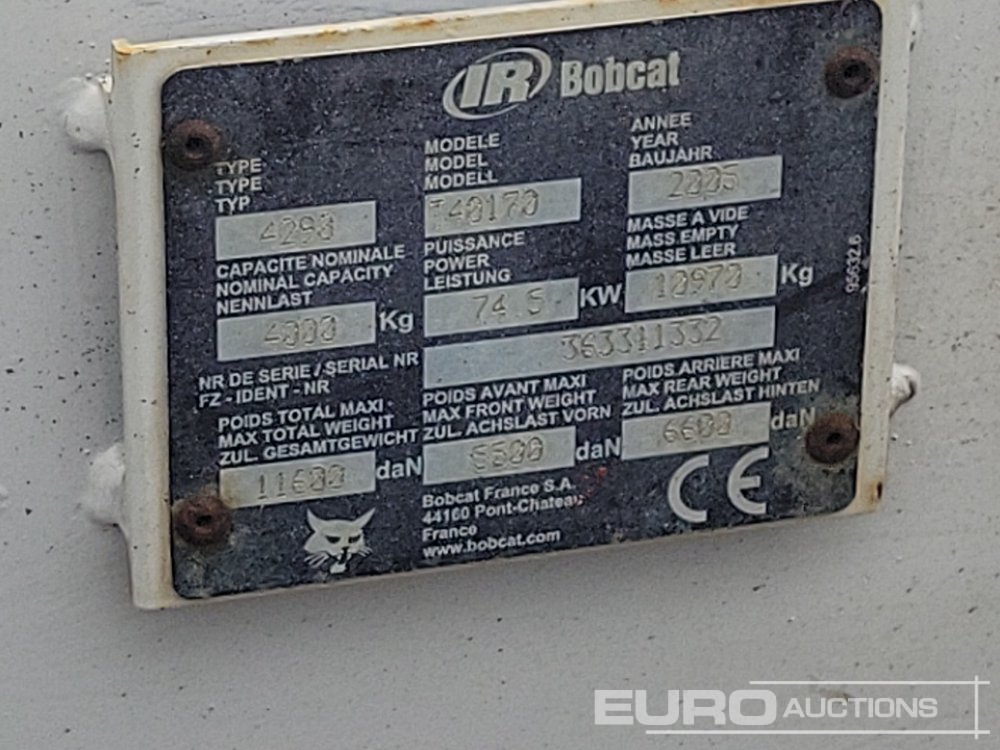 IR Bobcat
TYPE
TYPE
TYP
4290
MODELE
MODEL
MODELL
T40170
ANNEE
YEAR
BAUJAHR
2005
CAPACITE NOMINALE
NOMINAL CAPACITY
NENNLAST
4000 Kg
PUISSANCE
POWER
LEISTUNG
74.5 KW
MASSE A VIDE
MASS EMPTY
MASSE LEER
10970 Kg
NR DE SERIE / SERIAL NR
FZ - IDENT - NR
363311332
POIDS TOTAL MAXI
MAX TOTAL WEIGHT
ZUL. GESAMTGEWICHT
11600 daN
POIDS AVANT MAXI
MAX FRONT WEIGHT
ZUL. ACHSLAST VORN
daN
POIDS ARRIERE MAXI
MAX REAR WEIGHT
ZUL. ACHSLAST HINTEN
6600 daN
Bobcat France S.A.
44160 Pont-Chateau
France
www.bobcat.com
CE
95632.6
EURO AUCTIONS